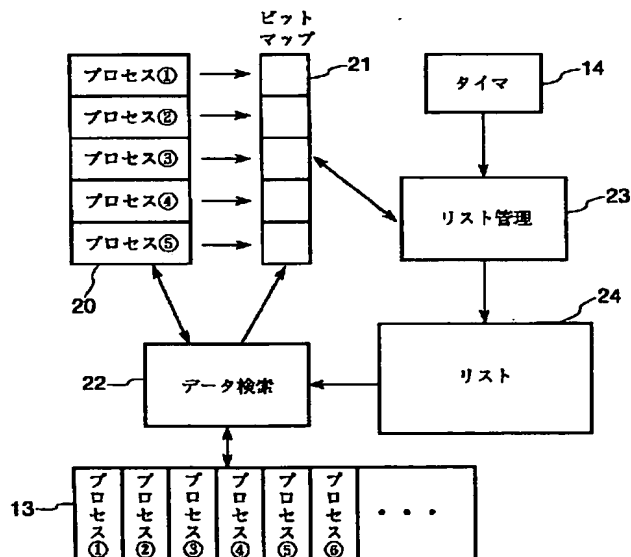 ビット
マップ
21
プロセス①
プロセス②
プロセス③
プロセス④
プロセス⑤
20
タイマ
14
リスト管理
23
24
リスト
22
データ検索
13
プロセス①
プロセス②
プロセス③
プロセス④
プロセス⑤
プロセス⑥
・・・